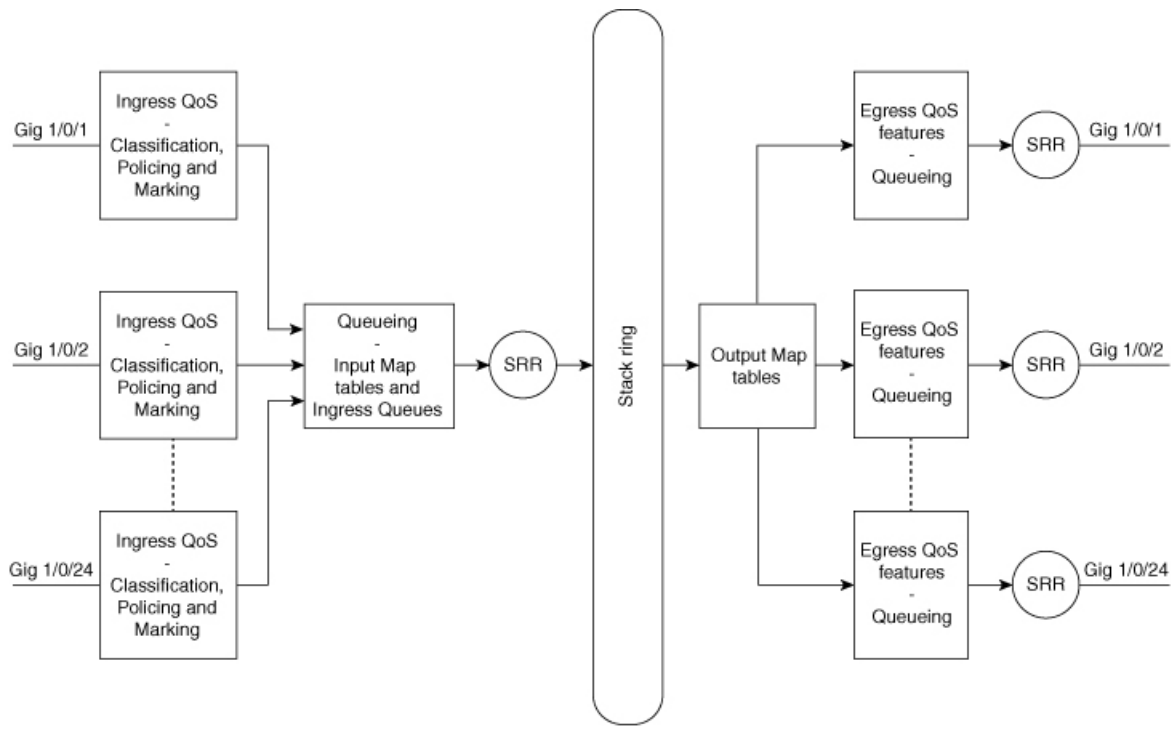 Gig 1/0/1
Ingress QoS
-
Classification,
Policing and
Marking
Gig 1/0/2
Ingress QoS
-
Classification,
Policing and
Marking
Gig 1/0/24
Ingress QoS
-
Classification,
Policing and
Marking
Queueing
-
Input Map
tables and
Ingress Queues
SRR
Stack ring
Output Map
tables
Egress QoS
features
-
Queueing
SRR
Gig 1/0/1
Egress QoS
features
-
Queueing
SRR
Gig 1/0/2
Egress QoS
features
-
Queueing
SRR
Gig 1/0/24